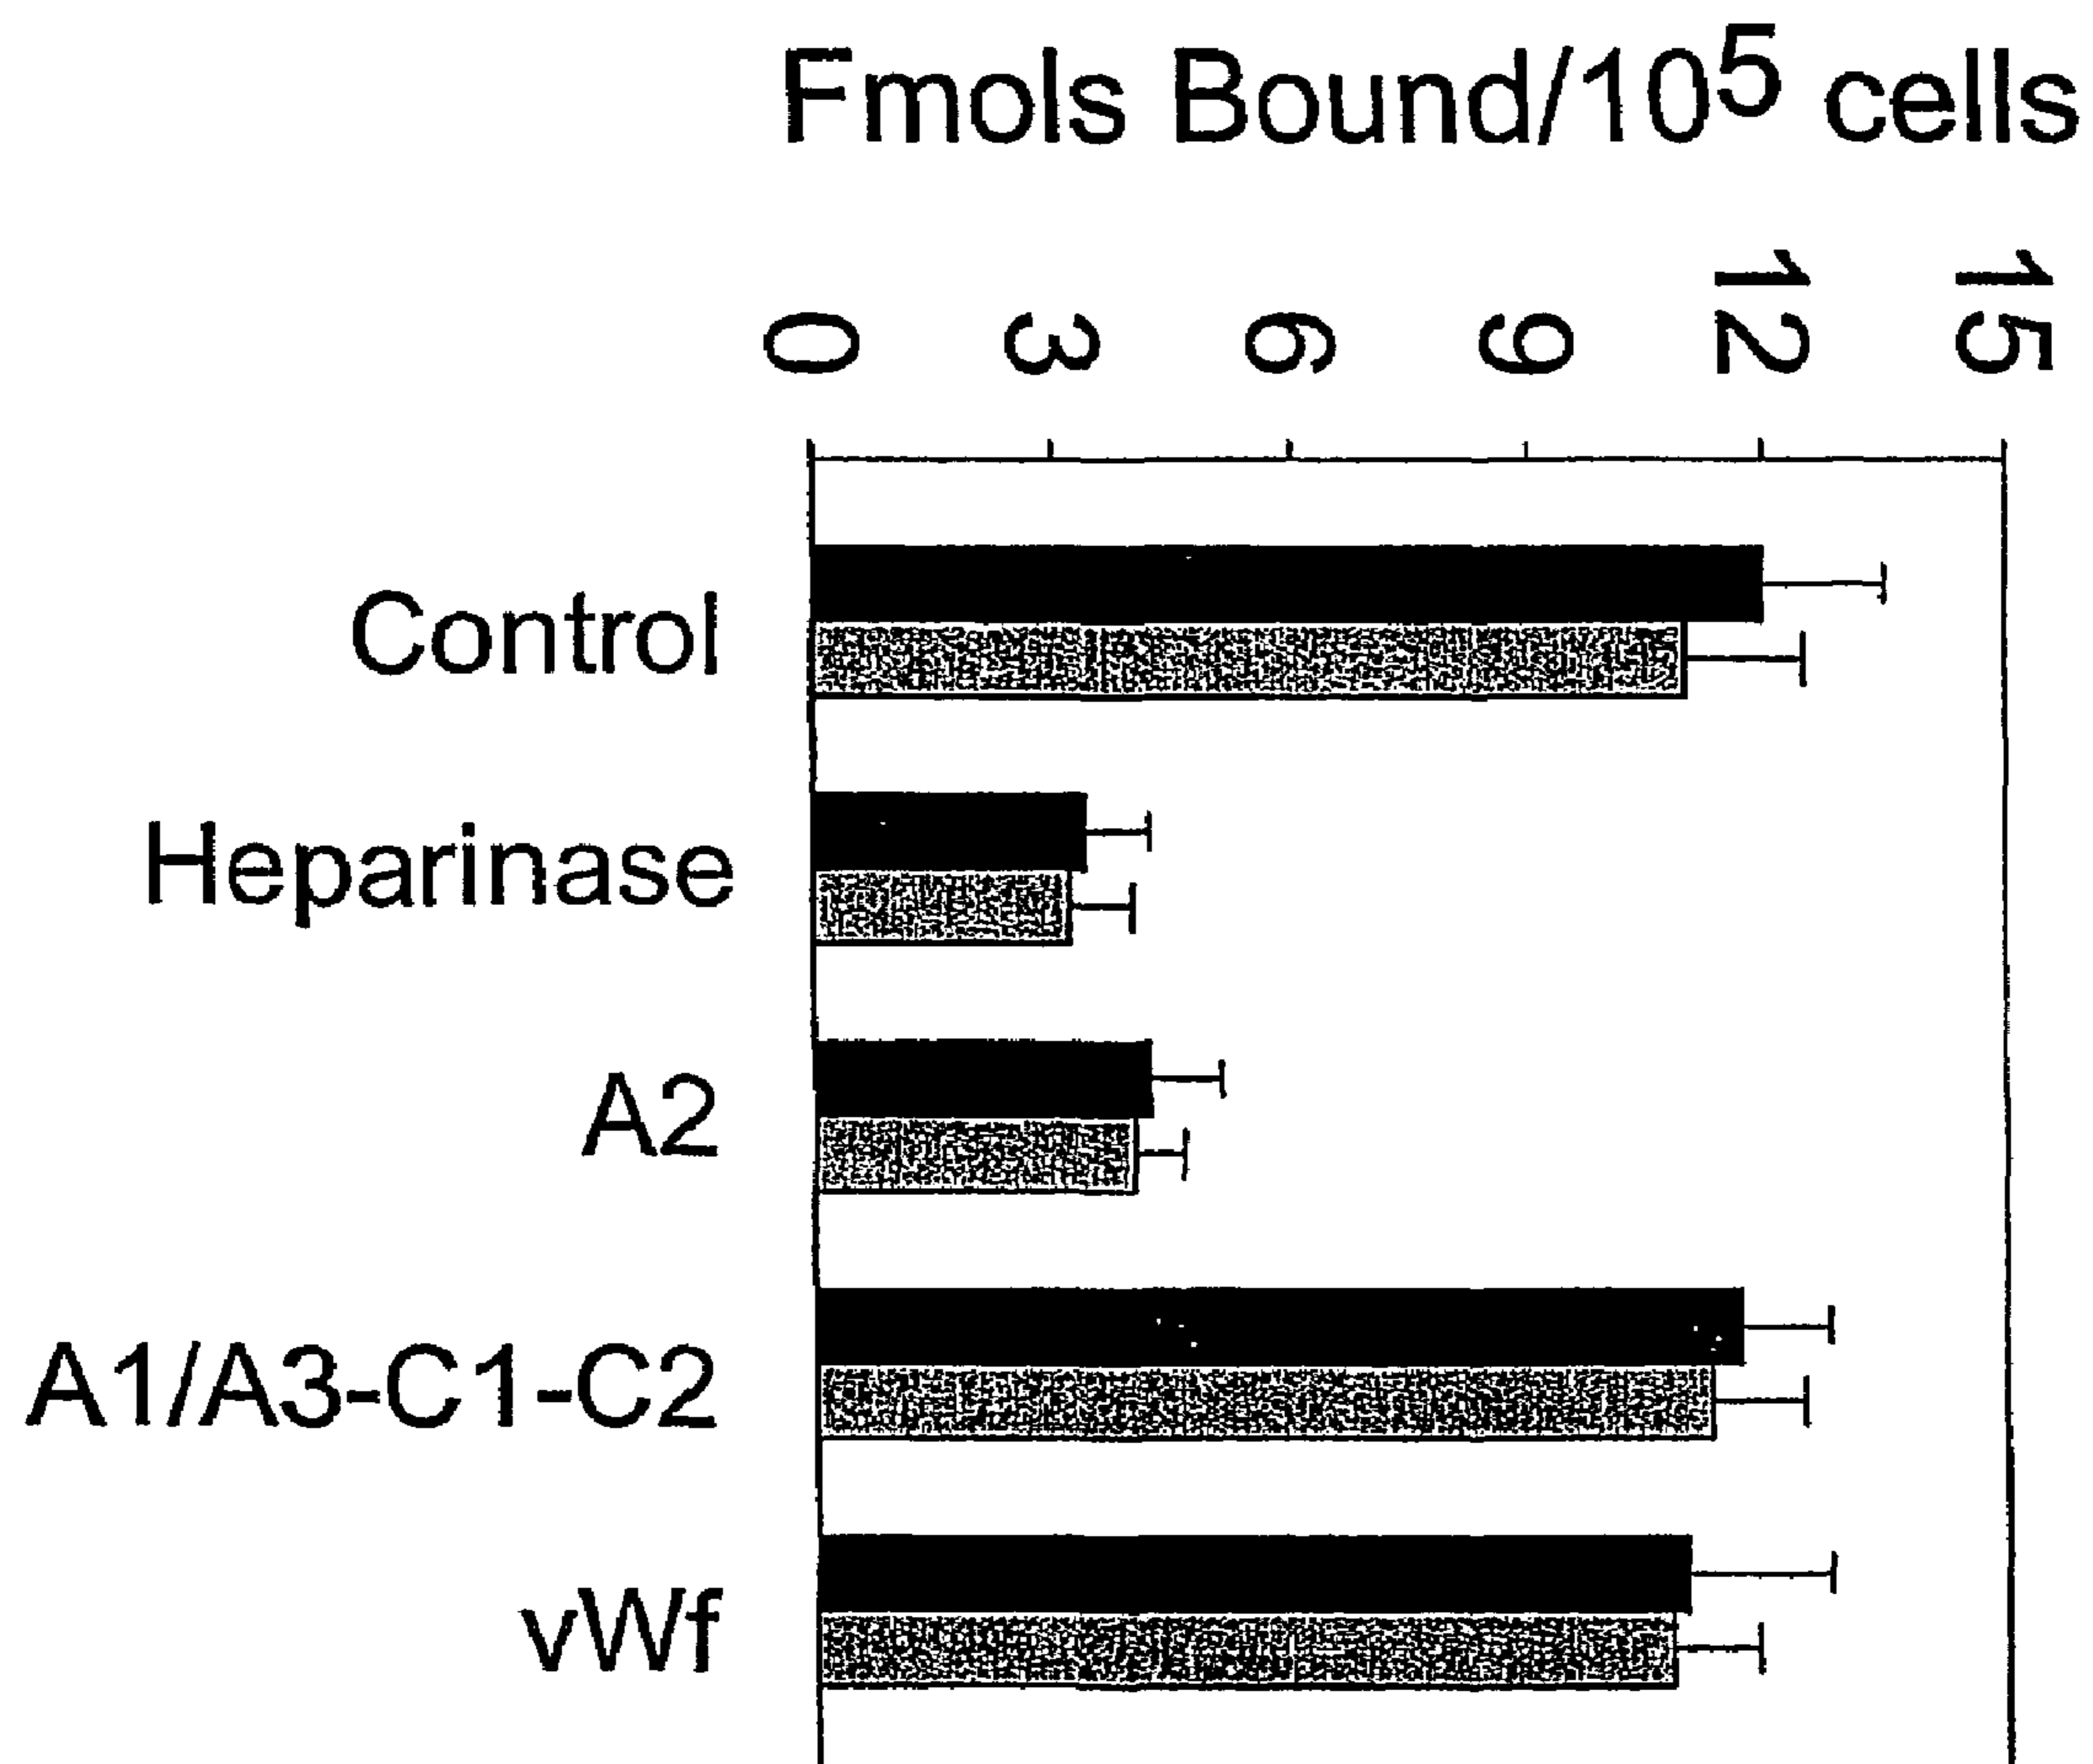 Fmols Bound/10⁵ cells
0 3 6 9 12 15
Control
Heparinase
A2
A1/A3-C1-C2
vWf